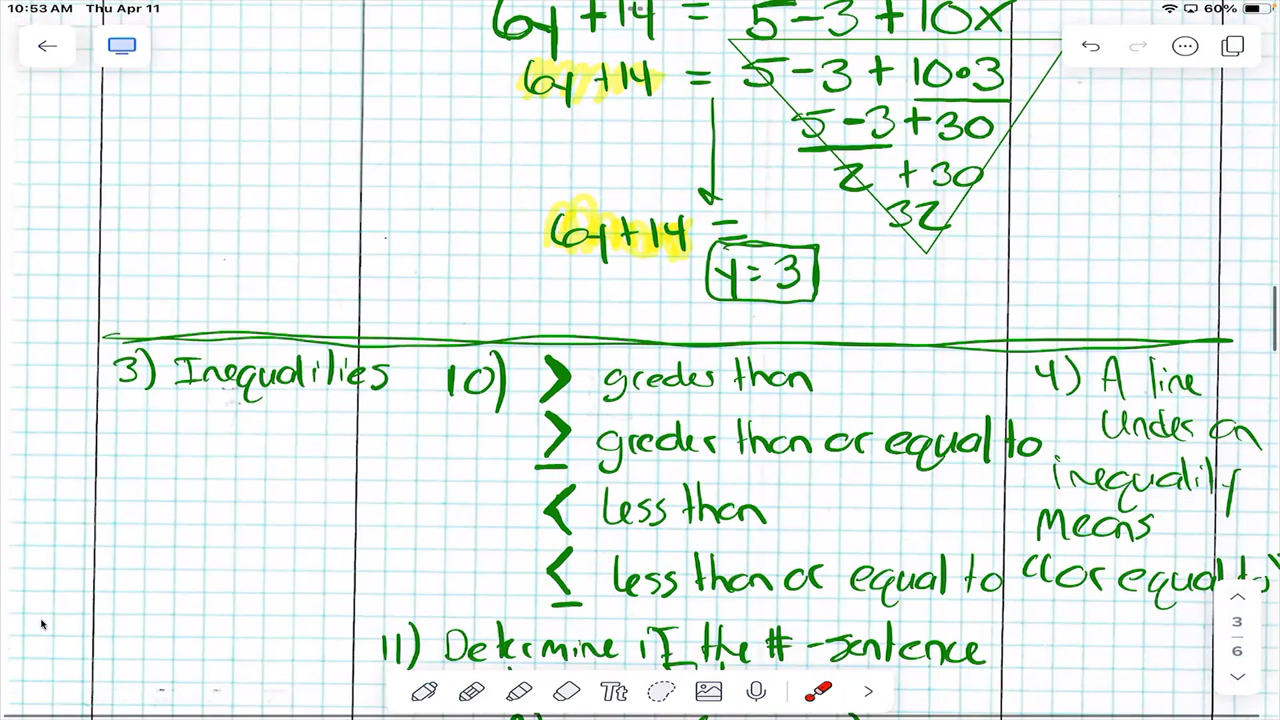 10:53 AM Thu Apr 11
60%
6y+14 = 5-3+10x
6y+14 = 5-3+10•3
5-3+30
2 +30
32
6y+14 =
y=3
3) Inequalities
10) > greater than
≥ greater than or equal to
< less than
≤ less than or equal to
4) A line
under an
inequality
means
"or equal to"
11) Determine if the #-sentence
Tt
3
6